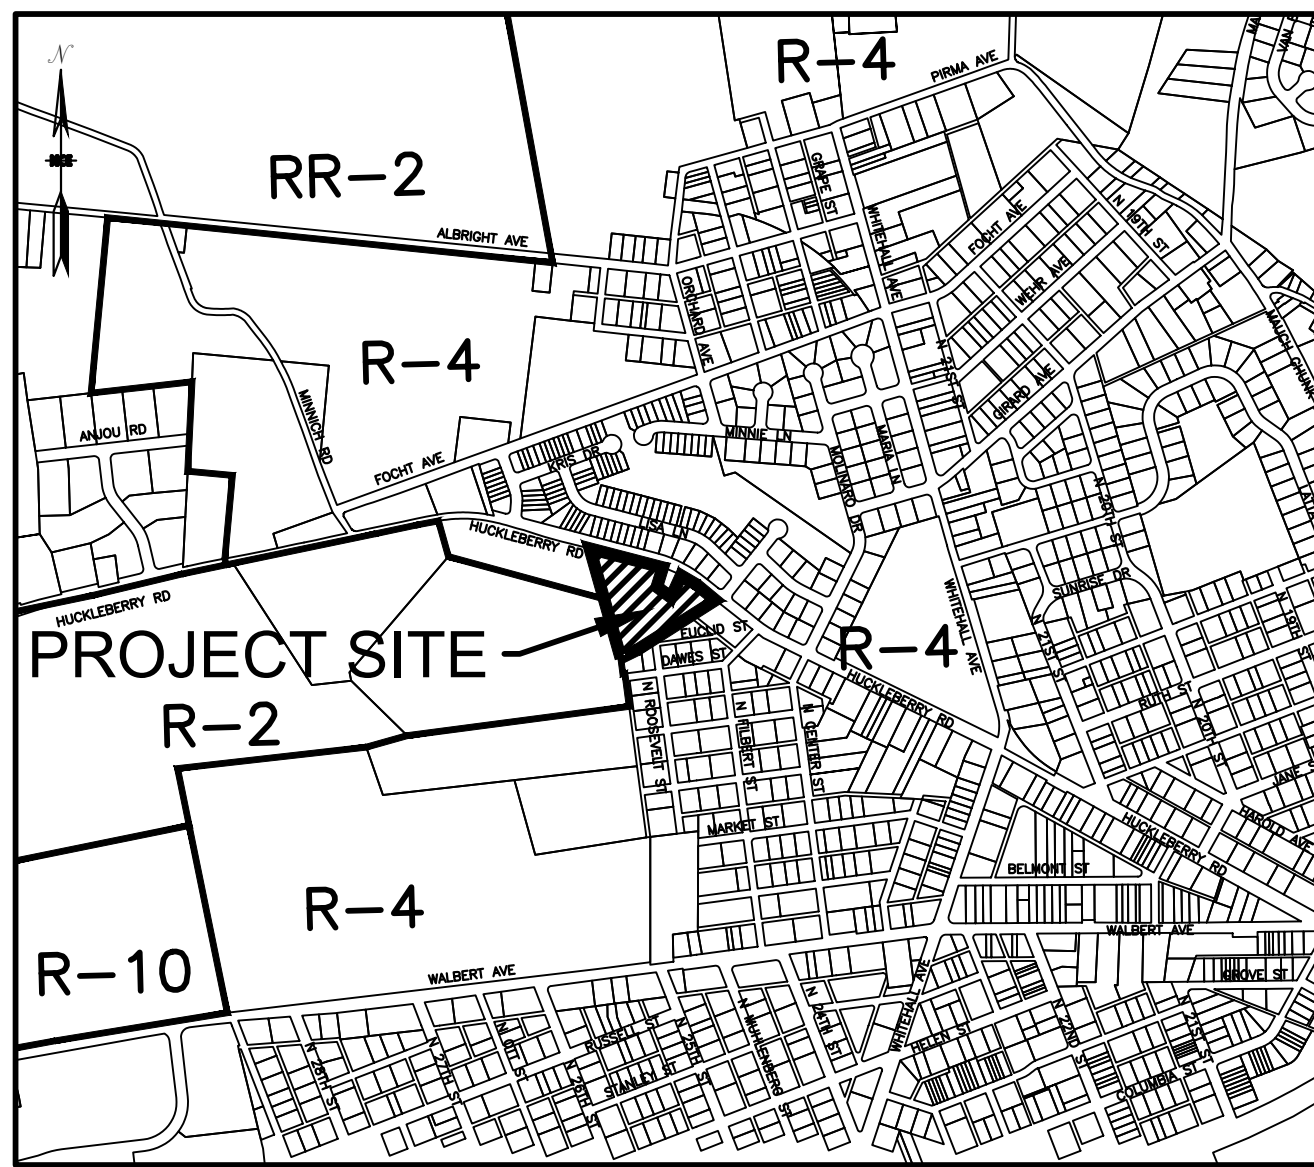 N
R-4
PIRMA AVE
RR-2
ALBRIGHT AVE
GRAPE ST
WHITEHALL AVE
FOCHT AVE
N 19TH ST
WEHR AVE
ORCHARD AVE
R-4
MINNICH RD
N 21ST ST
GIRARD AVE
MAUCH CHUNK
ANJOU RD
FOCHT AVE
KRIS DR
MINNIE LN
MOLINARO DR
MARIA LN
HUCKLEBERRY RD
LISA LN
N 20TH ST
SUNRISE DR
HUCKLEBERRY RD
WHITEHALL AVE
N 19TH ST
PROJECT SITE
EUCLID ST
DAWES ST
R-4
N 21ST ST
RUTH ST
N 20TH ST
R-2
N ROOSEVELT ST
N FILBERT ST
N CENTER ST
HUCKLEBERRY RD
JANE S
MARKET ST
HUCKLEBERRY RD
HAROLD AVE
BELMONT ST
R-4
WALBERT AVE
R-10
WALBERT AVE
GROVE ST
N 28TH ST
N 27TH ST
N OTT ST
N 26TH ST
RUSSELL ST
STANLEY ST
N 25TH ST
N MUHLENBERG ST
N 24TH ST
WHITEHALL AVE
HELEN ST
N 22ND ST
N 21ST ST
COLUMBIA ST